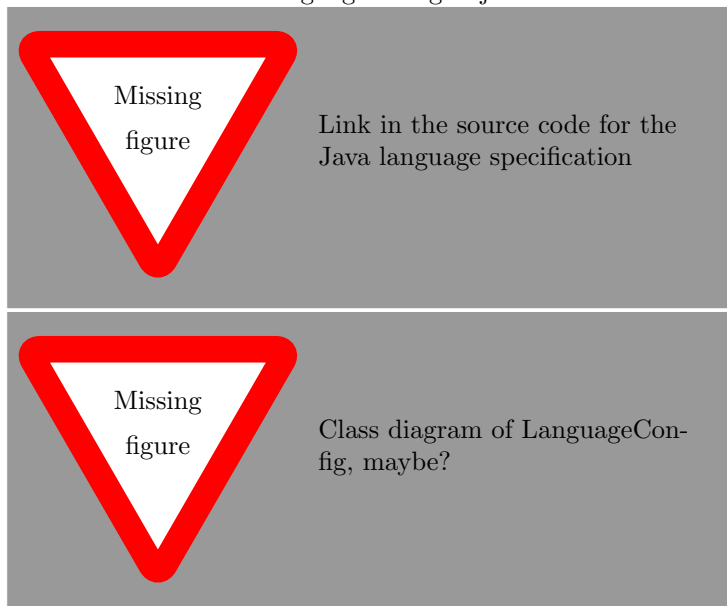 Missing
figure
Link in the source code for the
Java language specification
Missing
figure
Class diagram of LanguageCon-
fig, maybe?